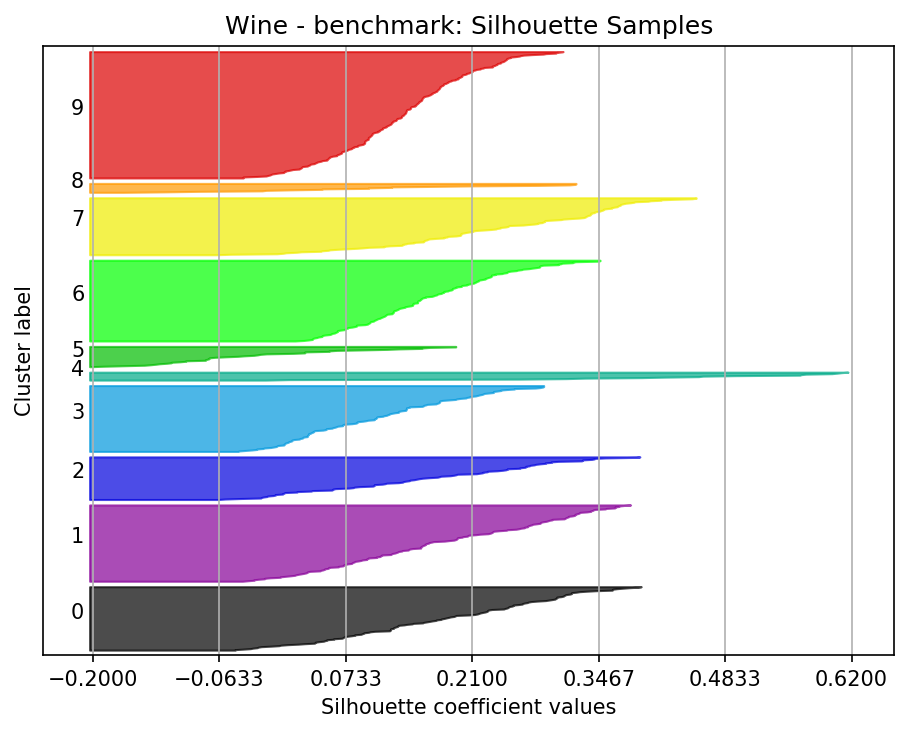 Wine - benchmark: Silhouette Samples
9
8
7
6
5
4
3
2
1
0
Cluster label
−0.2000 −0.0633 0.0733 0.2100 0.3467 0.4833 0.6200
Silhouette coefficient values